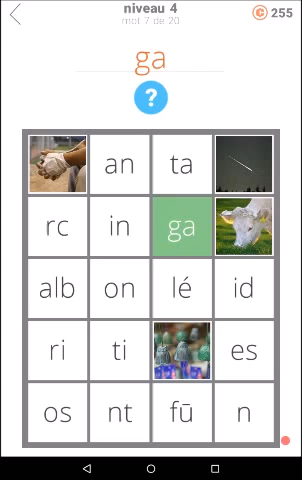 niveau 4
mot 7 de 20
255
ga
?
an ta
rc in ga
alb on lé id
ri ti es
os nt fū n